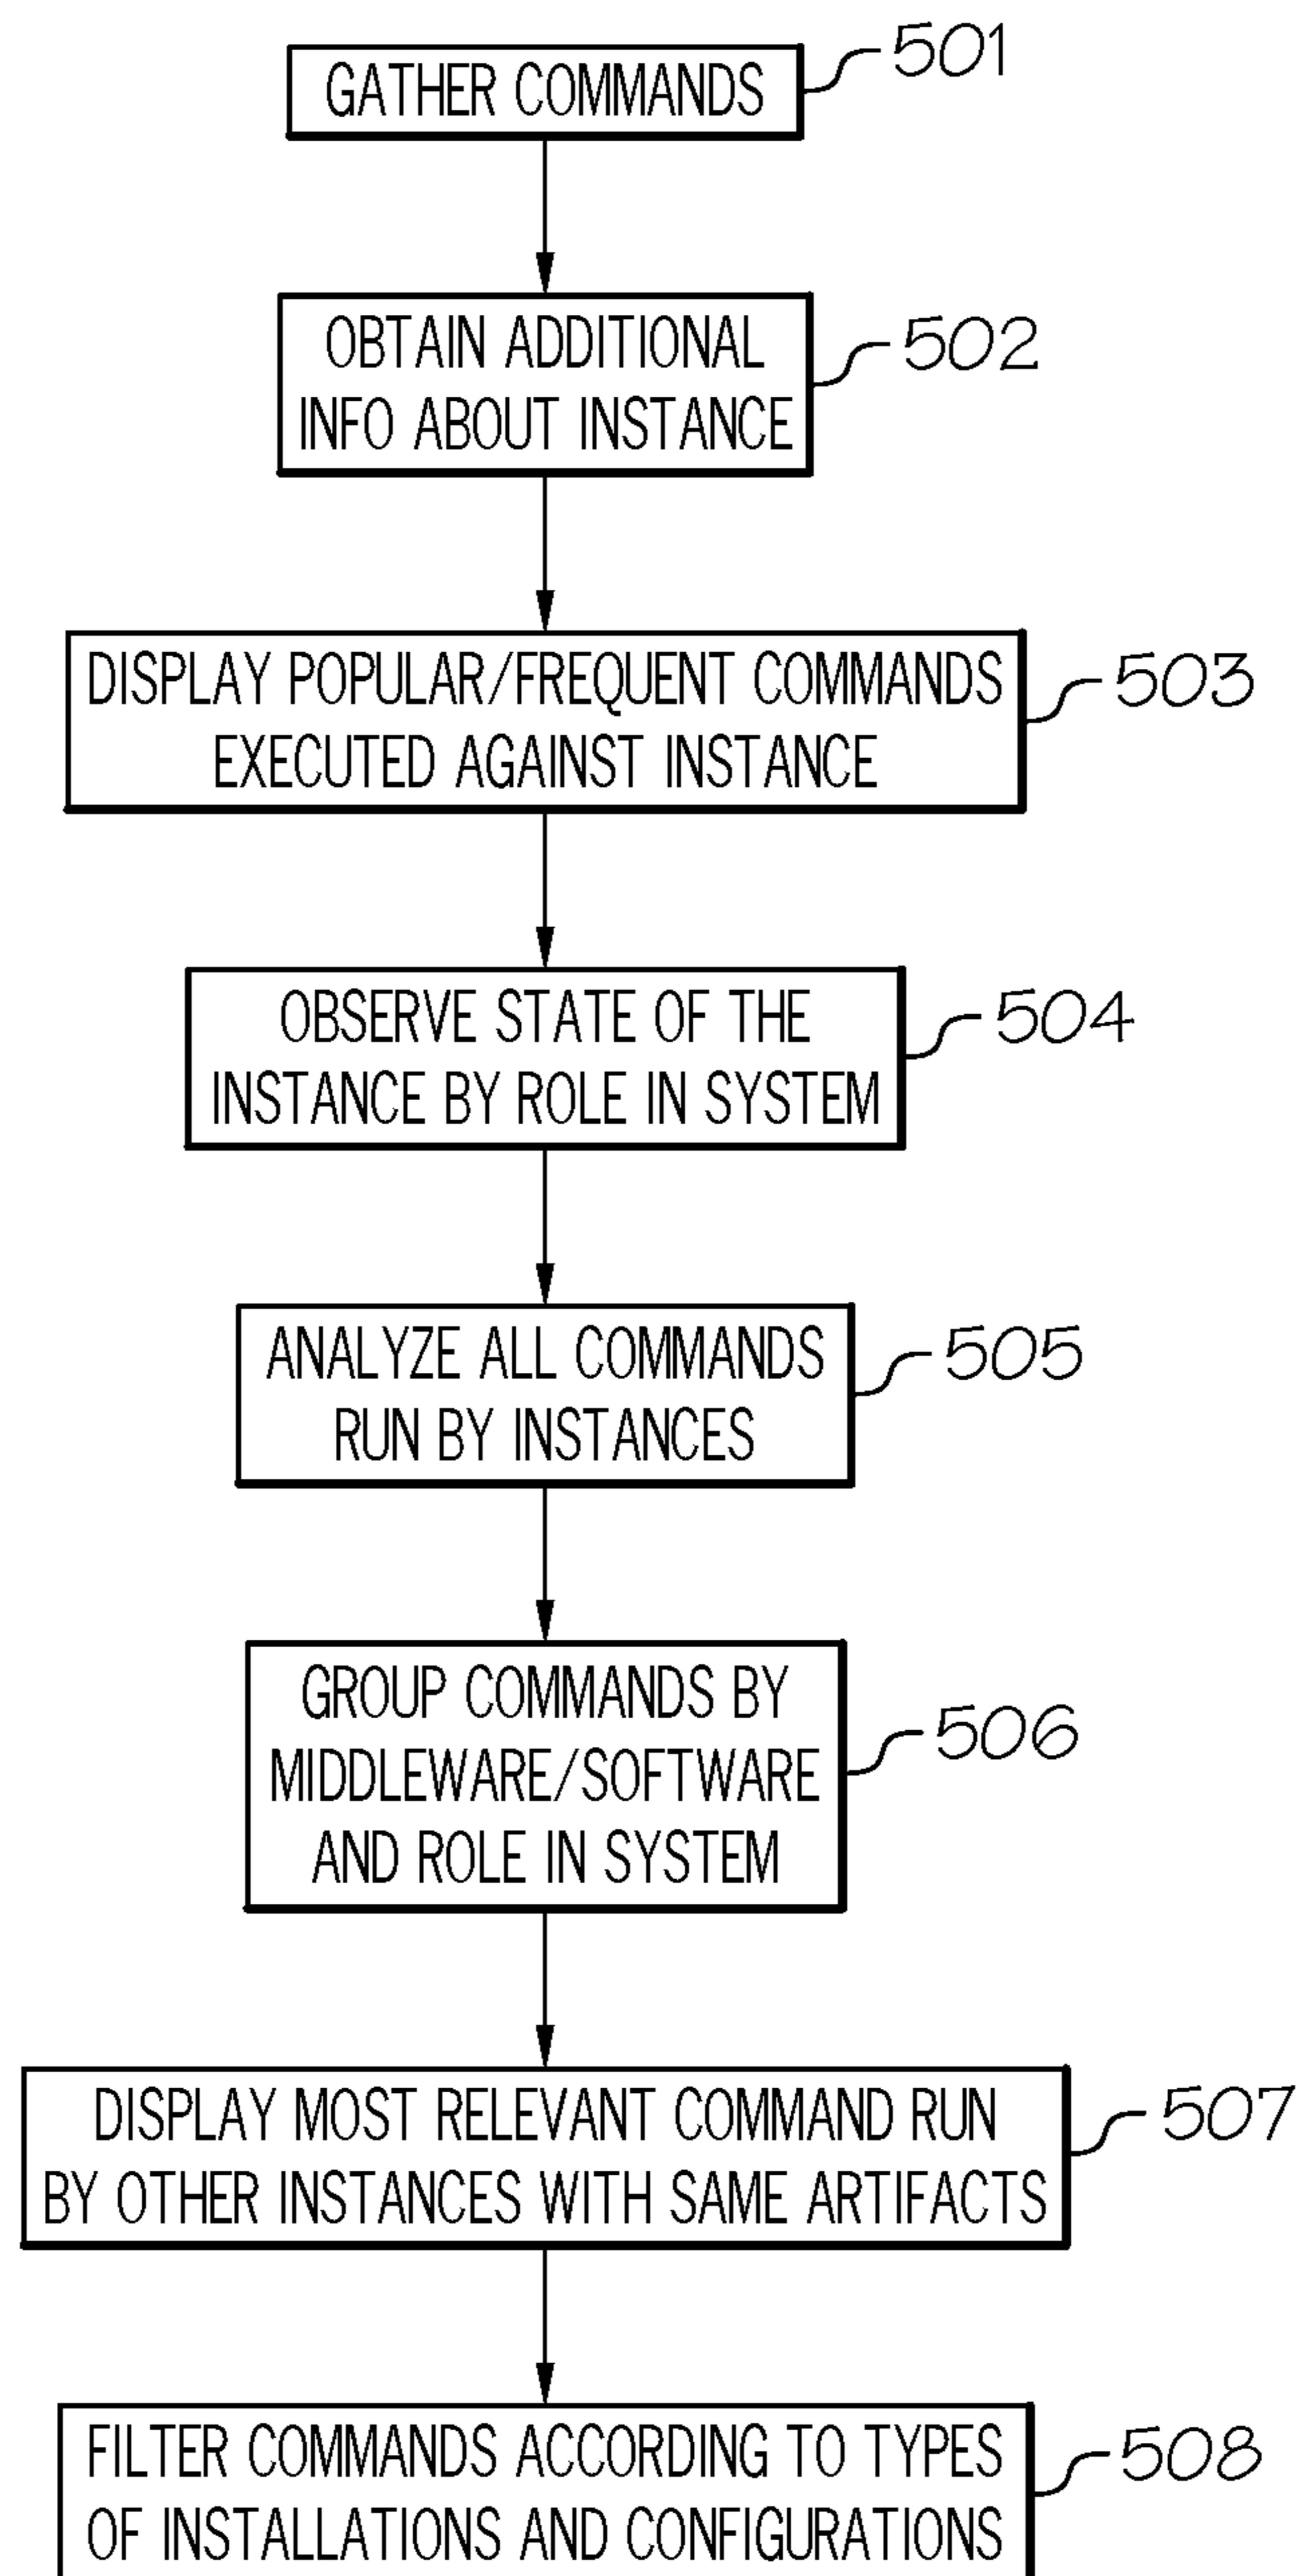 GATHER COMMANDS
501
OBTAIN ADDITIONAL
INFO ABOUT INSTANCE
502
DISPLAY POPULAR/FREQUENT COMMANDS
EXECUTED AGAINST INSTANCE
503
OBSERVE STATE OF THE
INSTANCE BY ROLE IN SYSTEM
504
ANALYZE ALL COMMANDS
RUN BY INSTANCES
505
GROUP COMMANDS BY
MIDDLEWARE/SOFTWARE
AND ROLE IN SYSTEM
506
DISPLAY MOST RELEVANT COMMAND RUN
BY OTHER INSTANCES WITH SAME ARTIFACTS
507
FILTER COMMANDS ACCORDING TO TYPES
OF INSTALLATIONS AND CONFIGURATIONS
508